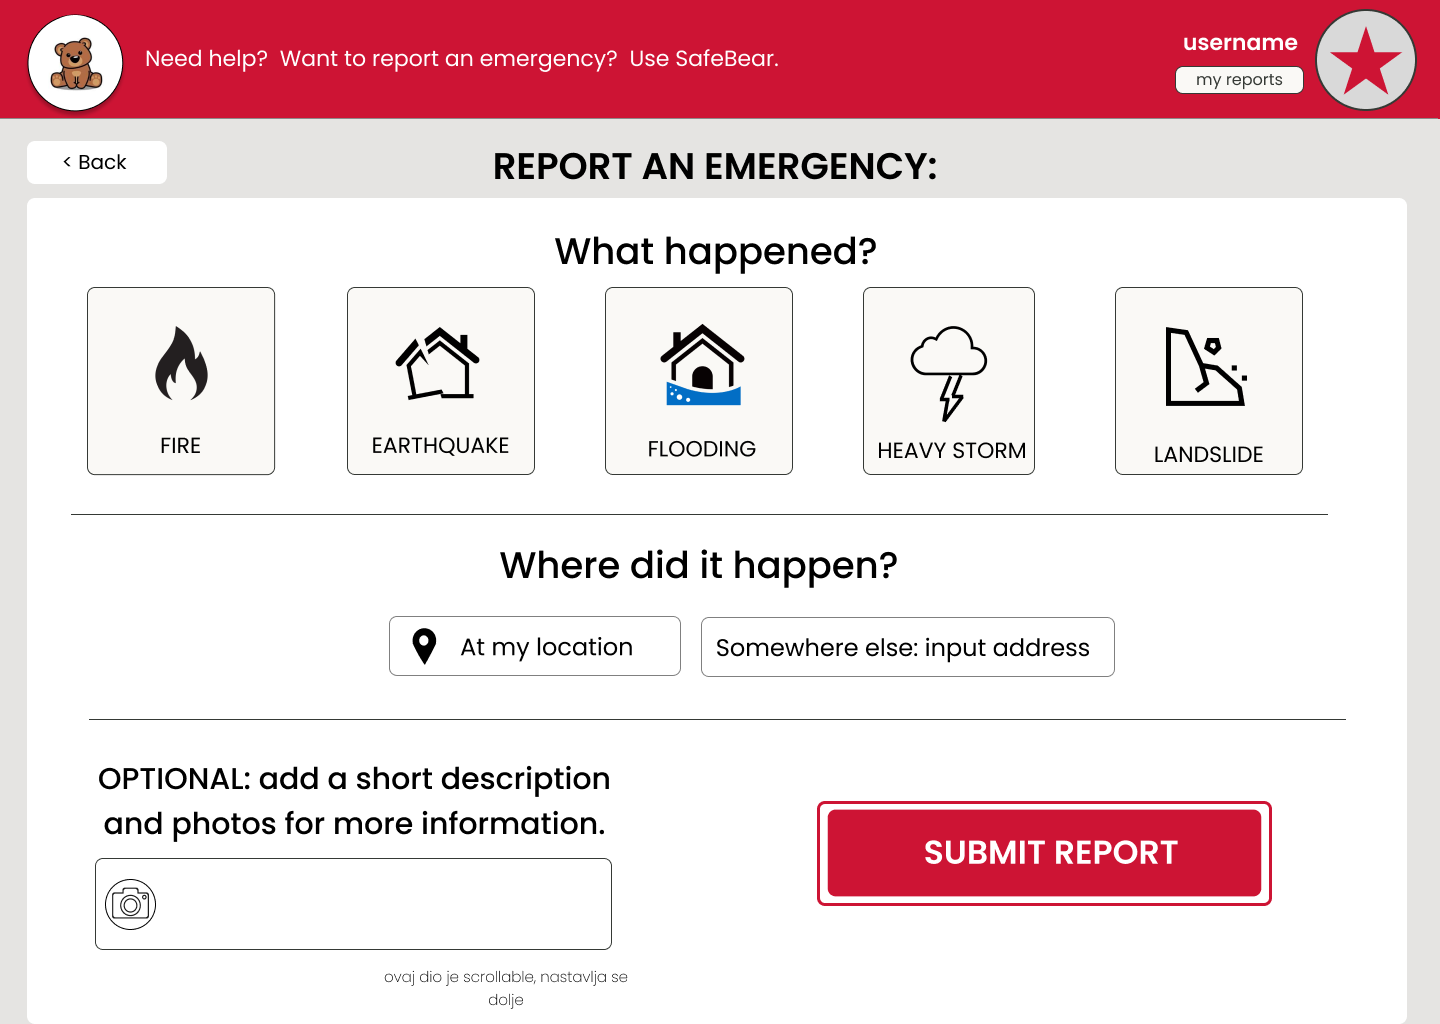 Need help?  Want to report an emergency?  Use SafeBear.
username
my reports
< Back
REPORT AN EMERGENCY:
What happened?
FIRE
EARTHQUAKE
FLOODING
HEAVY STORM
LANDSLIDE
Where did it happen?
At my location
Somewhere else: input address
OPTIONAL: add a short description
and photos for more information.
SUBMIT REPORT
ovaj dio je scrollable, nastavlja se
dolje